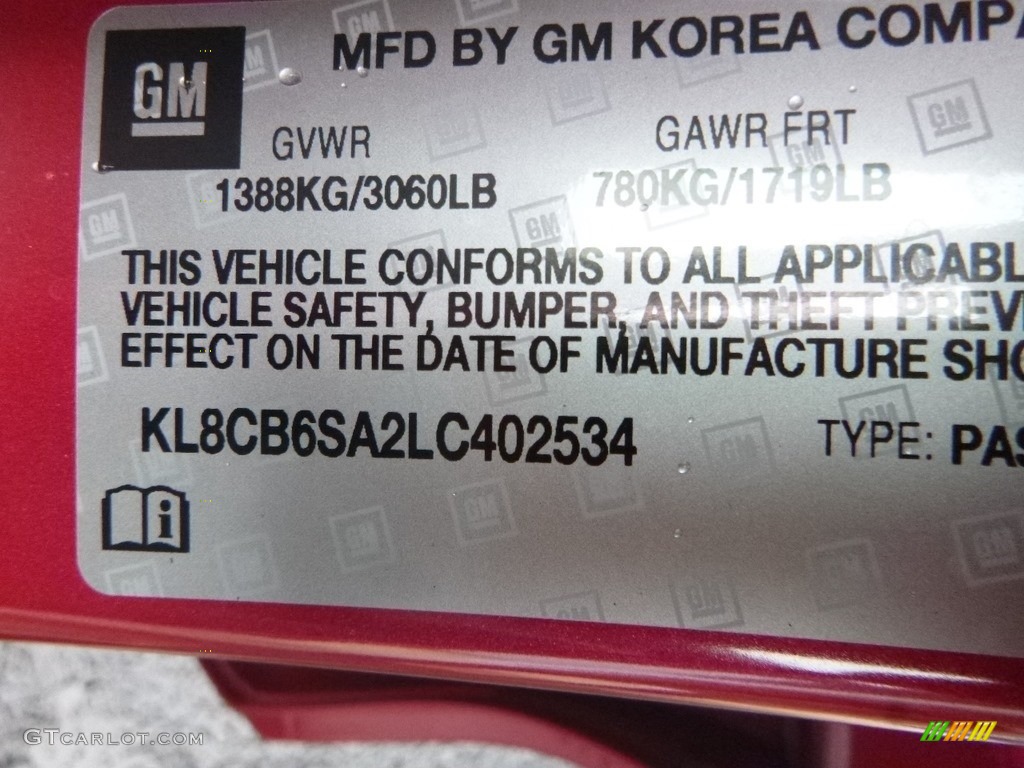 GM
MFD BY GM KOREA COMPA
GVWR GAWR FRT
1388KG/3060LB 780KG/1719LB
THIS VEHICLE CONFORMS TO ALL APPLICABL
VEHICLE SAFETY, BUMPER, AND THEFT PREV
EFFECT ON THE DATE OF MANUFACTURE SHO
KL8CB6SA2LC402534 TYPE: PAS
i
GTCARLOT.COM